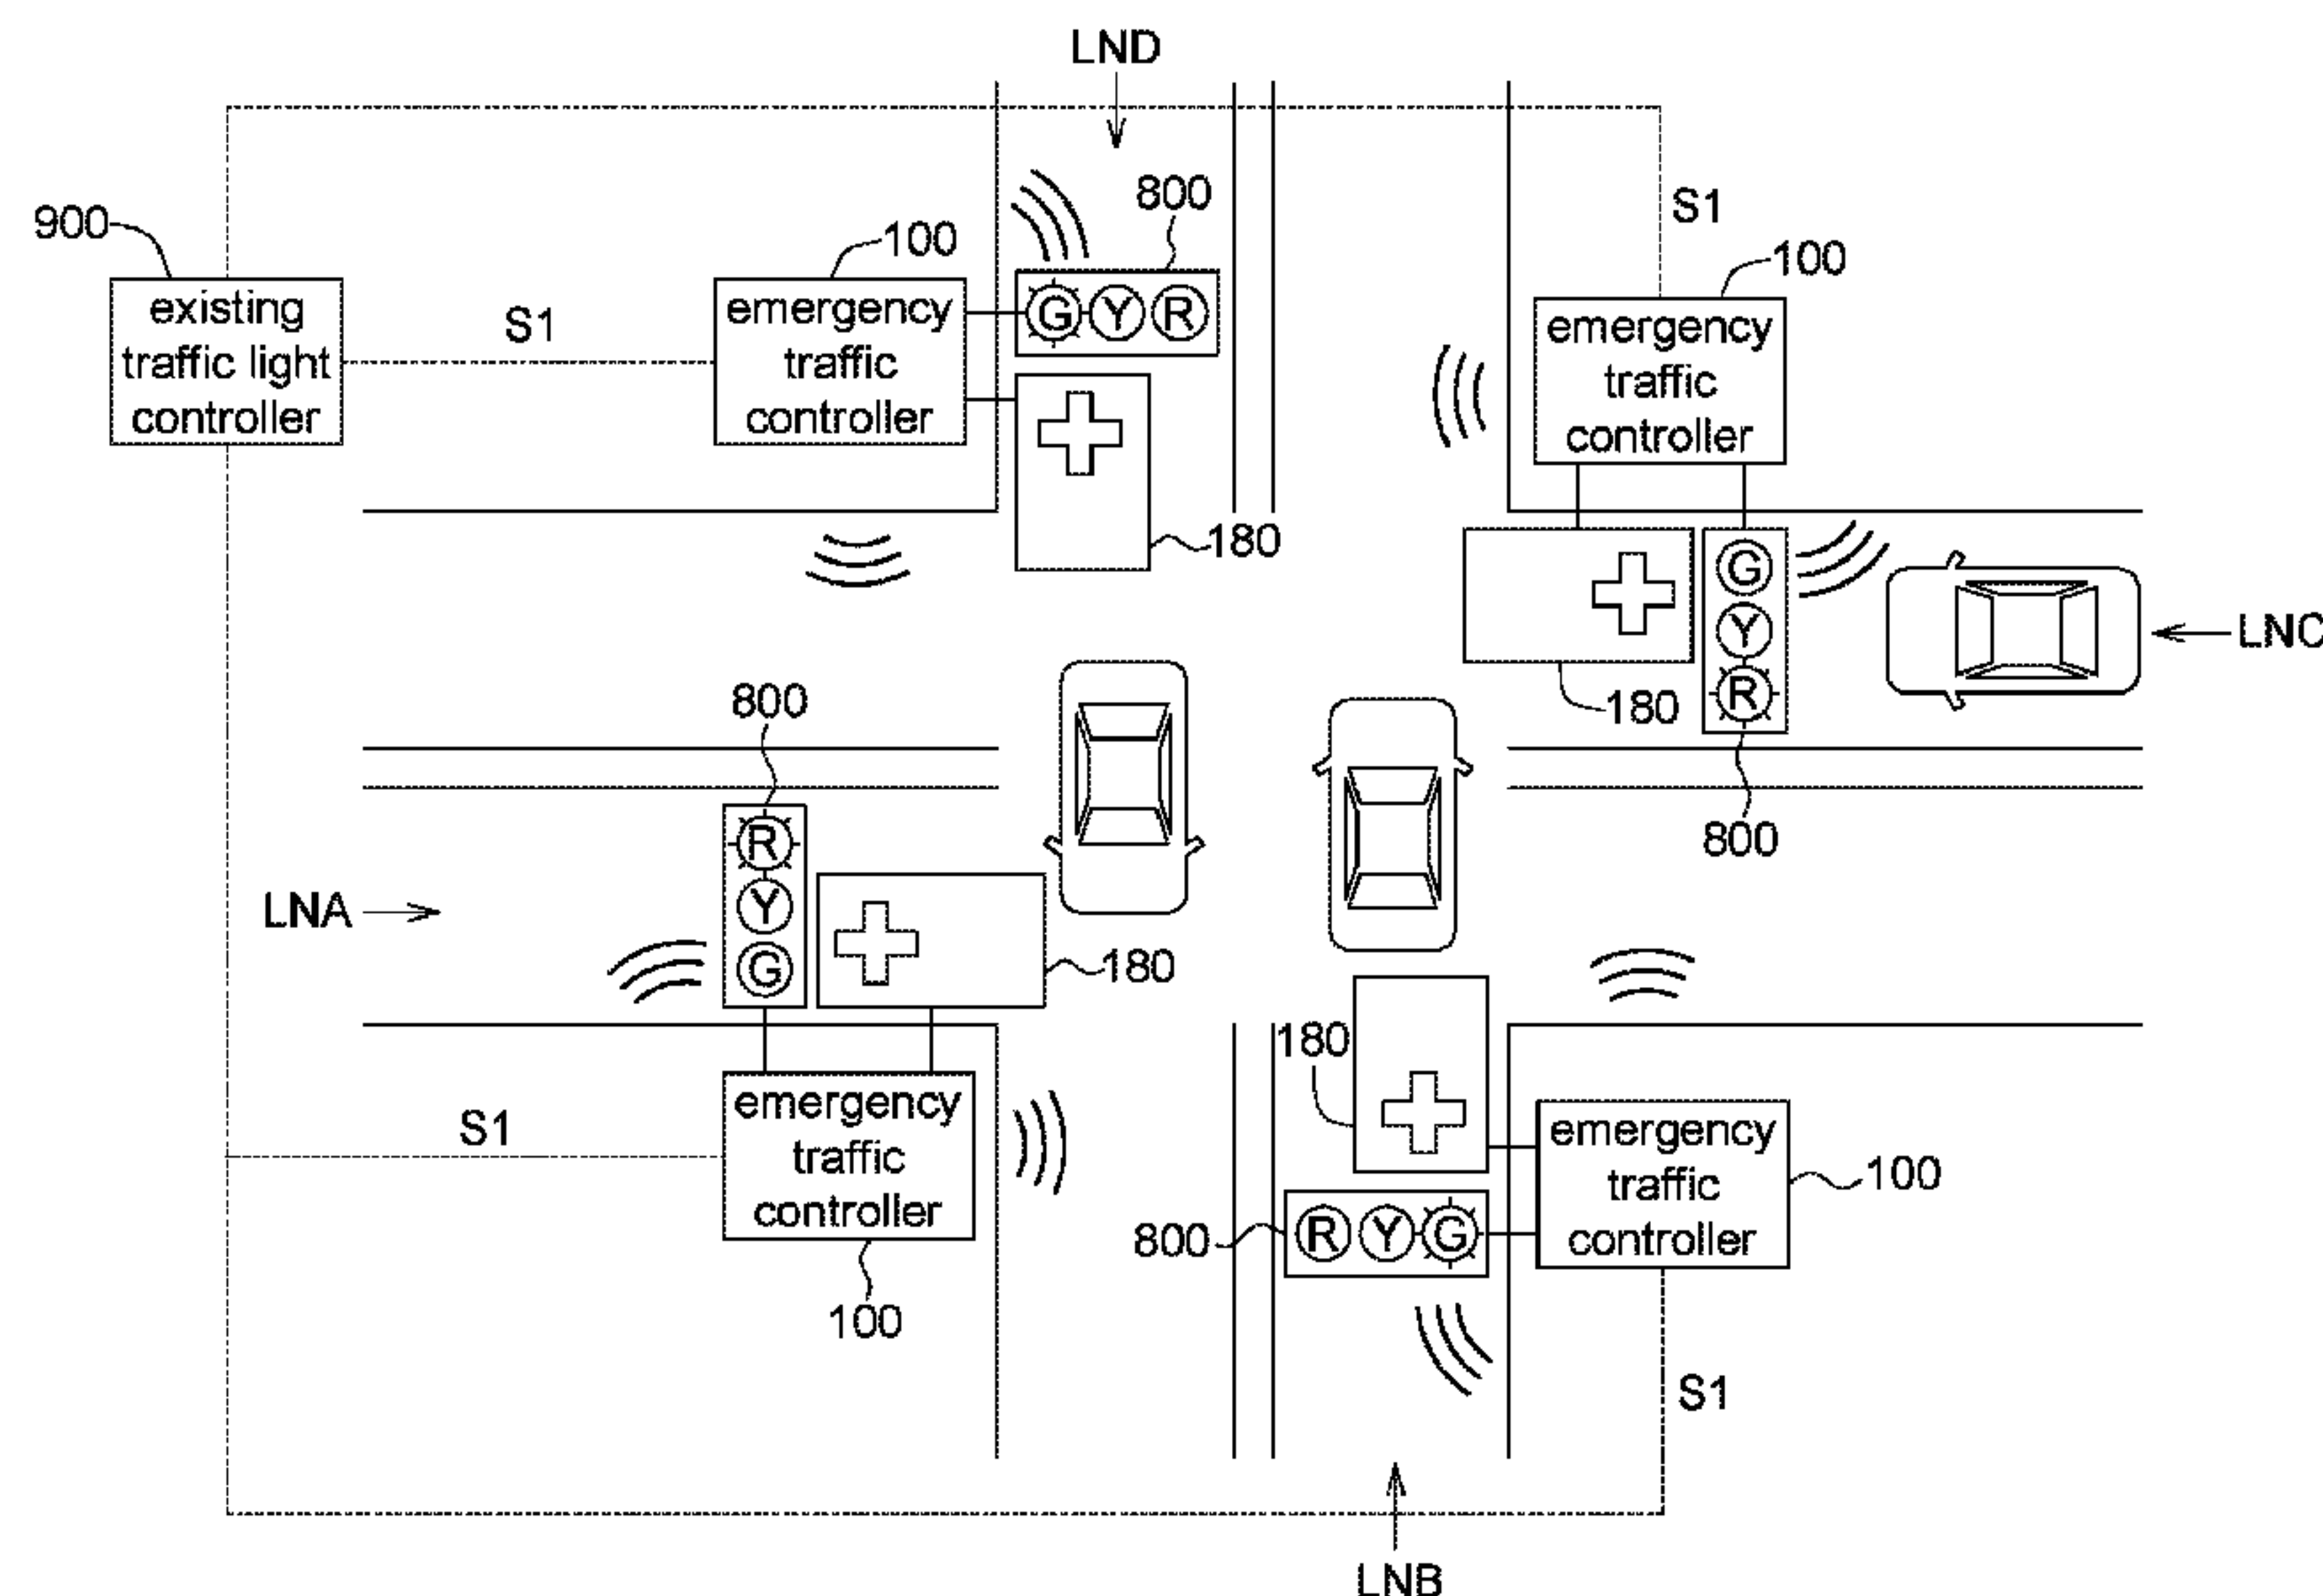 LND
800
S1
900
100
100
existing
traffic light
controller
S1
emergency
traffic
controller
G Y R
emergency
traffic
controller
180
G
Y
R
LNC
180
800
800
R
Y
G
LNA
180
180
emergency
traffic
controller
S1
100
emergency
traffic
controller
100
800
R Y G
S1
LNB